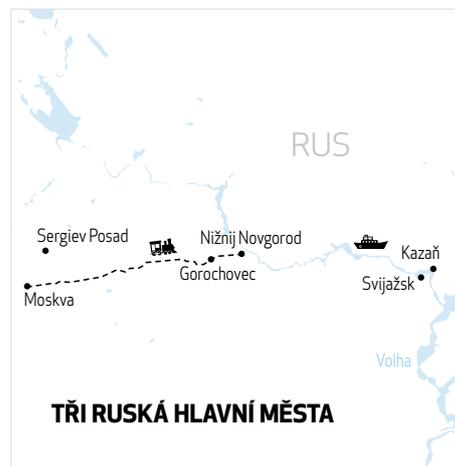 RUS
Sergiev Posad
Nižnij Novgorod
Kazaň
Gorochovec
Svijažsk
Moskva
Volha
TŘI RUSKÁ HLAVNÍ MĚSTA